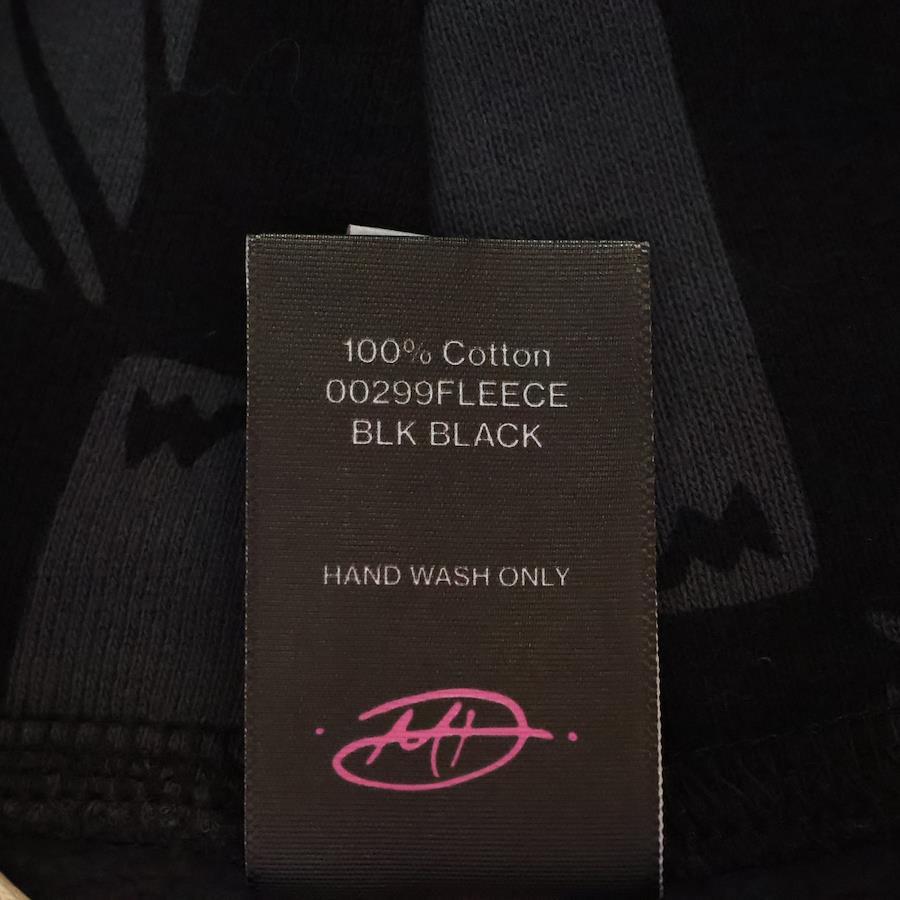 100% Cotton
00299FLEECE
BLK BLACK
HAND WASH ONLY